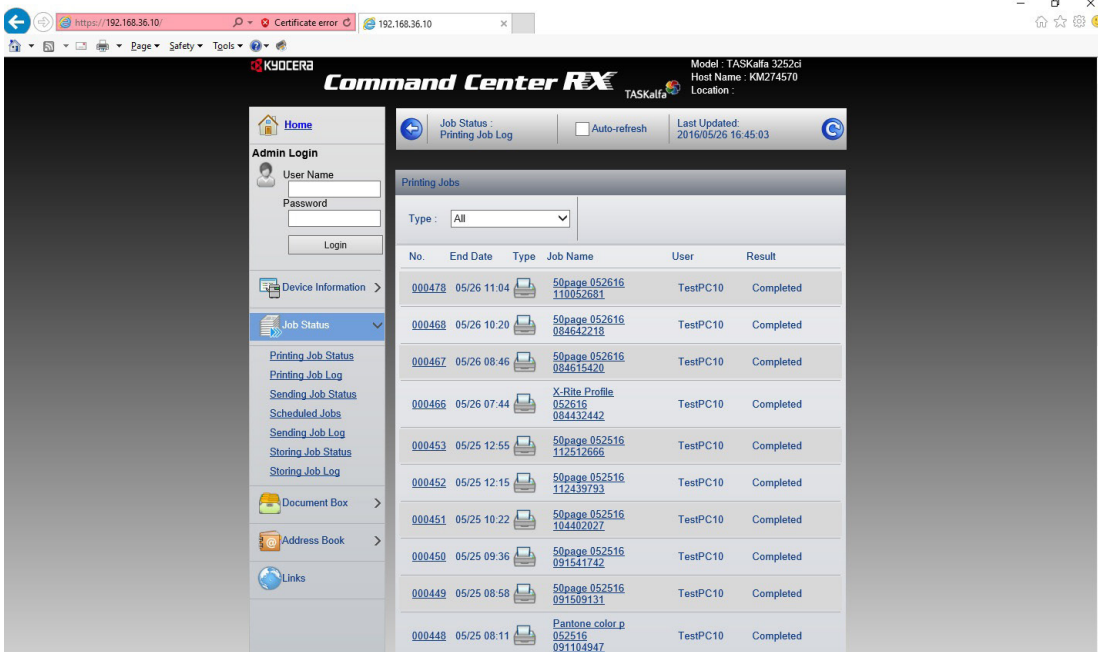 https://192.168.36.10/
Certificate error
192.168.36.10
Page
Safety
Tools
KYOCERA
Command Center RX
TASKalfa
Model : TASKalfa 3252ci
Host Name : KM274570
Location :
Home
Admin Login
User Name
Password
Login
Device Information
Job Status
Printing Job Status
Printing Job Log
Sending Job Status
Scheduled Jobs
Sending Job Log
Storing Job Status
Storing Job Log
Document Box
Address Book
Links
Job Status :
Printing Job Log
Auto-refresh
Last Updated:
2016/05/26 16:45:03
Printing Jobs
Type : All
No. End Date Type Job Name User Result
000478 05/26 11:04 50page 052616 TestPC10 Completed
110052681
000468 05/26 10:20 50page 052616 TestPC10 Completed
084642218
000467 05/26 08:46 50page 052616 TestPC10 Completed
084615420
X-Rite Profile
000466 05/26 07:44 052616 TestPC10 Completed
084432442
000453 05/25 12:55 50page 052516 TestPC10 Completed
112512666
000452 05/25 12:15 50page 052516 TestPC10 Completed
112439793
000451 05/25 10:22 50page 052516 TestPC10 Completed
104402027
000450 05/25 09:36 50page 052516 TestPC10 Completed
091541742
000449 05/25 08:58 50page 052516 TestPC10 Completed
091509131
Pantone color p
000448 05/25 08:11 052516 TestPC10 Completed
091104947